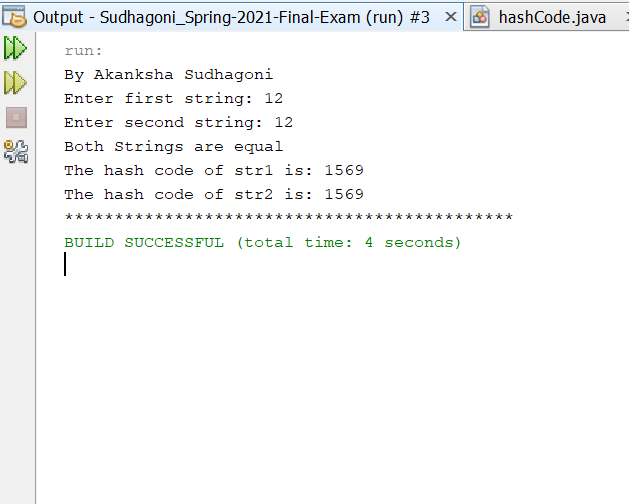 Output - Sudhagoni_Spring-2021-Final-Exam (run) #3 hashCode.java
run:
By Akanksha Sudhagoni
Enter first string: 12
Enter second string: 12
Both Strings are equal
The hash code of str1 is: 1569
The hash code of str2 is: 1569
*********************************************
BUILD SUCCESSFUL (total time: 4 seconds)